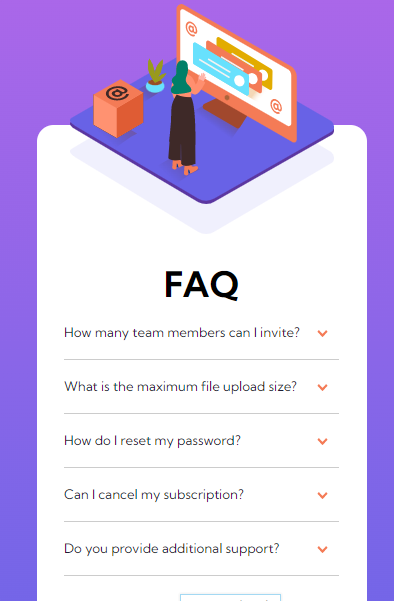 @
@
@
FAQ
How many team members can I invite?
What is the maximum file upload size?
How do I reset my password?
Can I cancel my subscription?
Do you provide additional support?